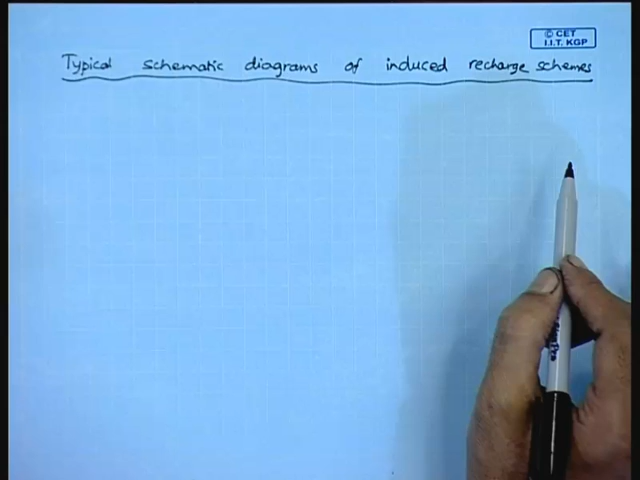 © CET
I.I.T. KGP
Typical schematic diagrams of induced recharge schemes